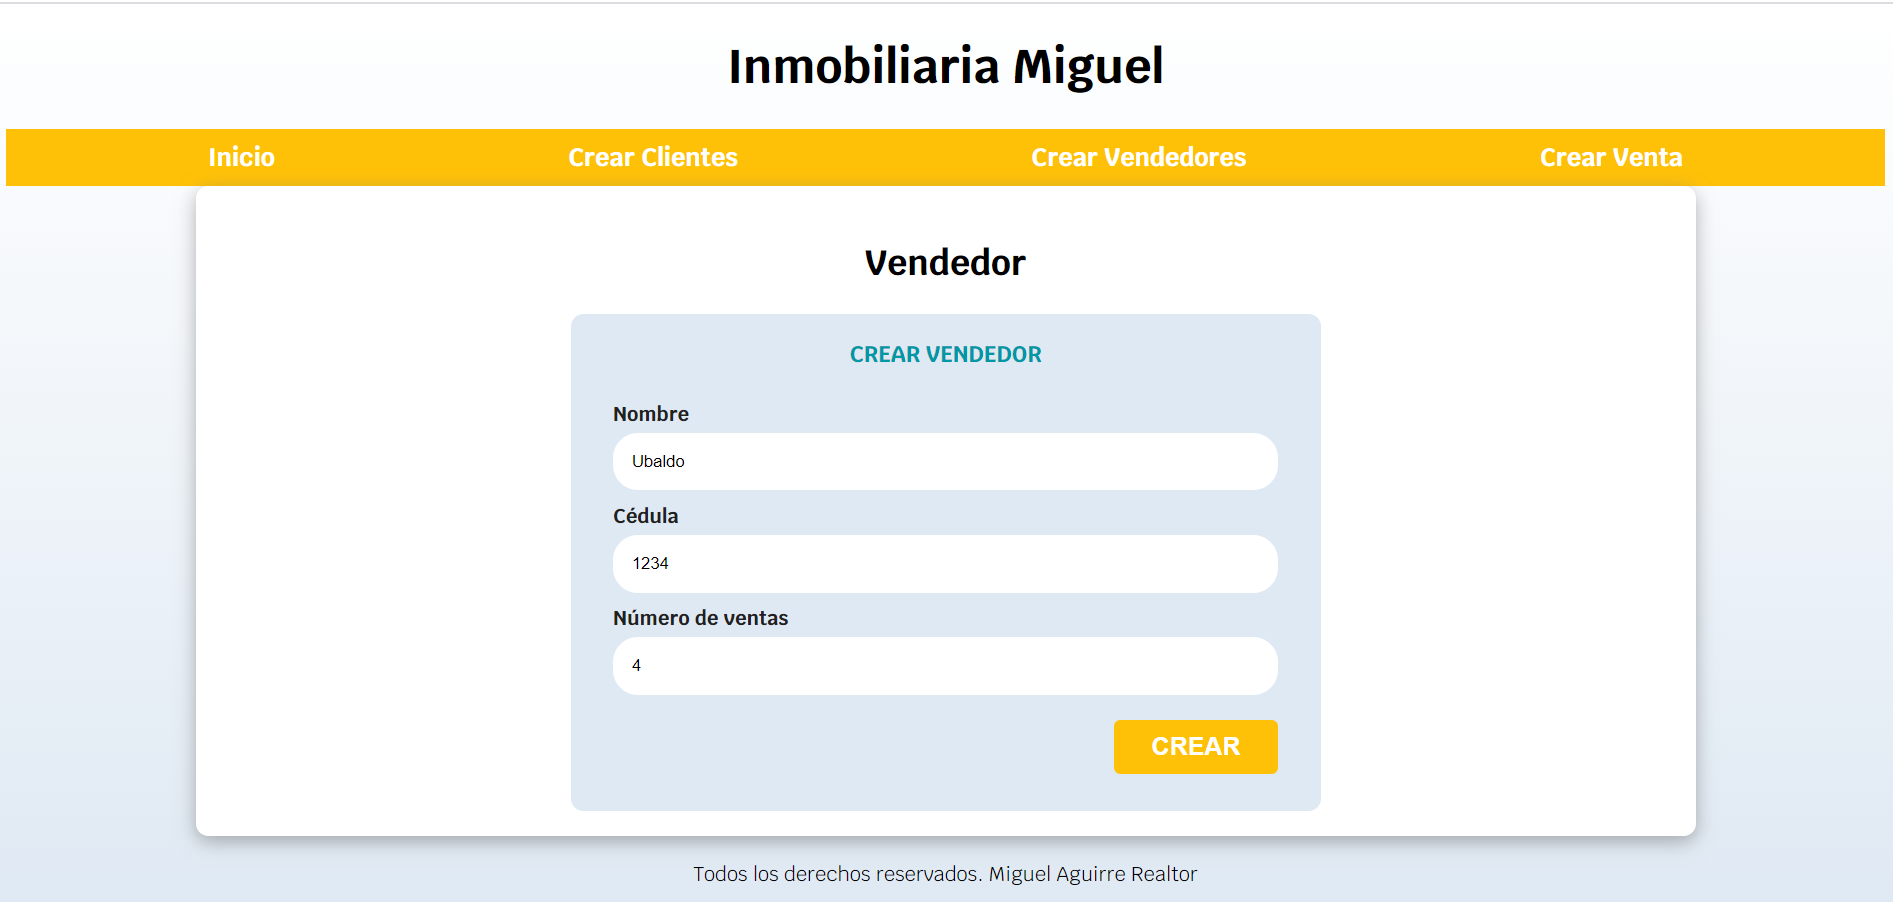 Inmobiliaria Miguel
Inicio Crear Clientes Crear Vendedores Crear Venta
Vendedor
CREAR VENDEDOR
Nombre
Ubaldo
Cédula
1234
Número de ventas
4
CREAR
Todos los derechos reservados. Miguel Aguirre Realtor